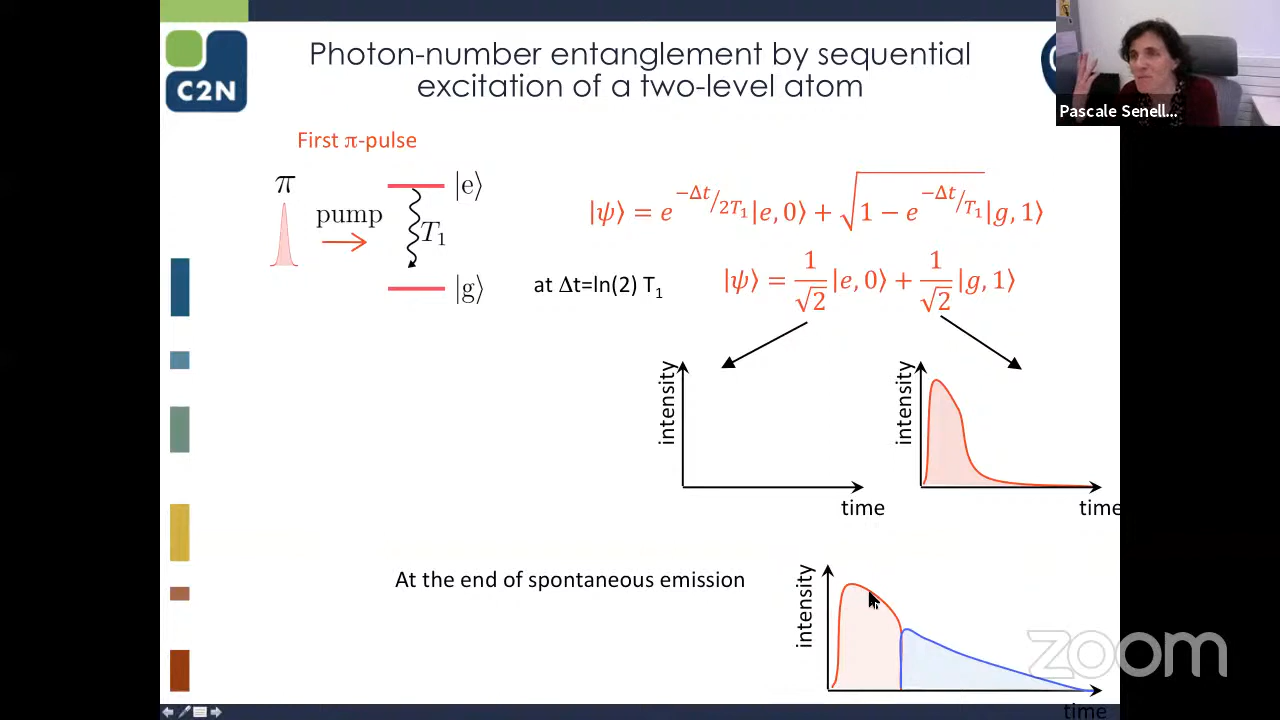 C2N
Photon-number entanglement by sequential
excitation of a two-level atom
Pascale Senell...
First π-pulse
π
pump
|e⟩
T₁
|g⟩
|ψ⟩ = e^{-Δt/2T₁}|e, 0⟩ + √(1 − e^{-Δt/T₁})|g, 1⟩
at Δt=ln(2) T₁
|ψ⟩ = 1/√2 |e, 0⟩ + 1/√2 |g, 1⟩
intensity
time
intensity
time
At the end of spontaneous emission
intensity
time
zoom